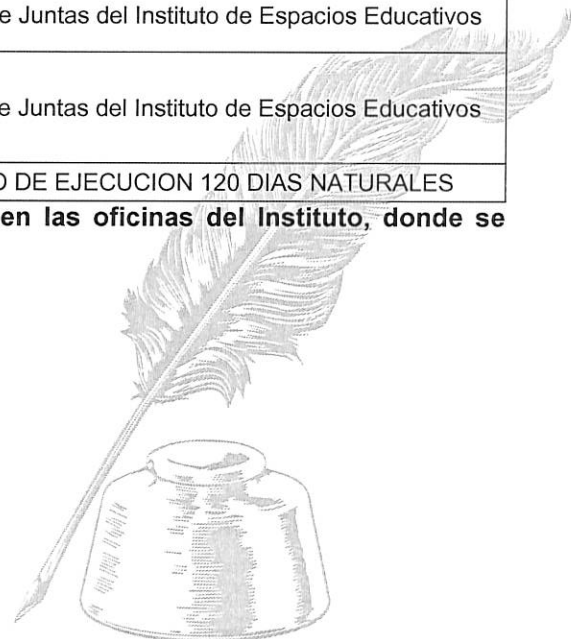 e Juntas del Instituto de Espacios Educativos
e Juntas del Instituto de Espacios Educativos
O DE EJECUCION 120 DIAS NATURALES
en las oficinas del Instituto, donde se